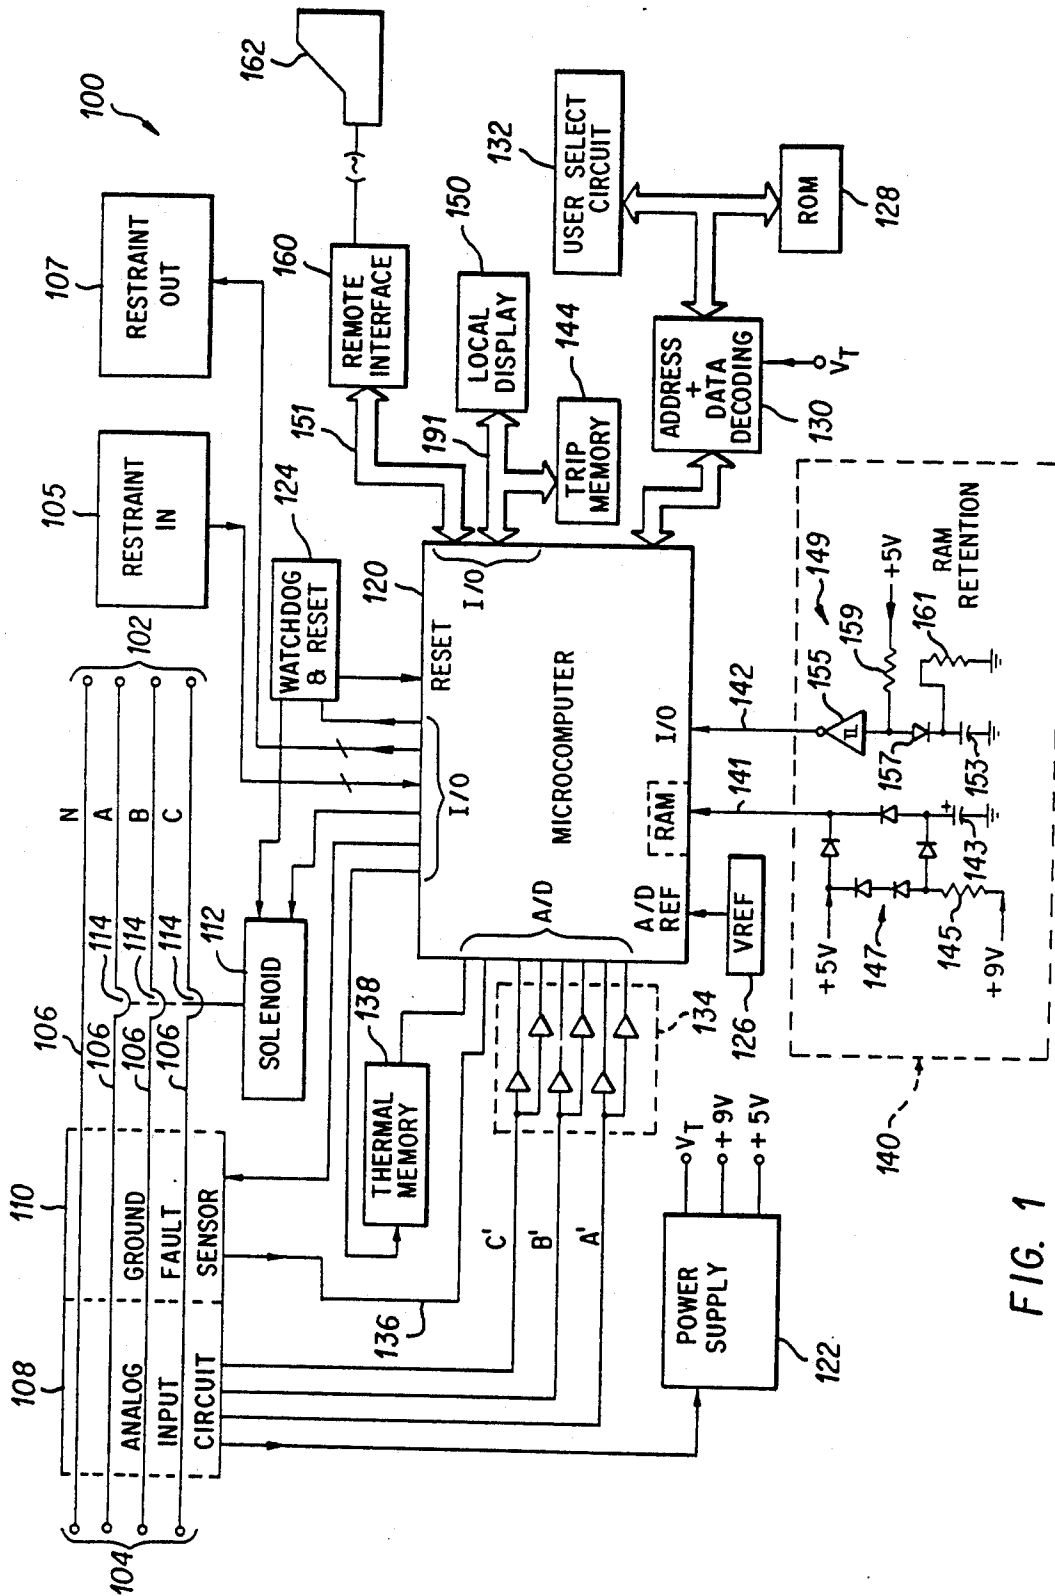 100
162
107
RESTRAINT
OUT
105
RESTRAINT
IN
102
N
A
B
C
106
106
106
106
114
114
114
110
108
ANALOG
INPUT
CIRCUIT
GROUND
FAULT
SENSOR
104
112
SOLENOID
124
WATCHDOG
& RESET
160
REMOTE
INTERFACE
151
150
LOCAL
DISPLAY
191
144
TRIP
MEMORY
132
USER SELECT
CIRCUIT
ROM
128
ADDRESS
+
DATA
DECODING
130
VT
120
RESET
I/O
I/O
MICROCOMPUTER
A/D
A/D
REF
RAM
I/O
138
THERMAL
MEMORY
136
C'
B'
A'
134
VREF
126
POWER
SUPPLY
122
VT
+9V
+5V
141
142
149
155
159
+5V
161
RAM
RETENTION
157
153
143
+
+5V
147
145
+9V
140
FIG. 1